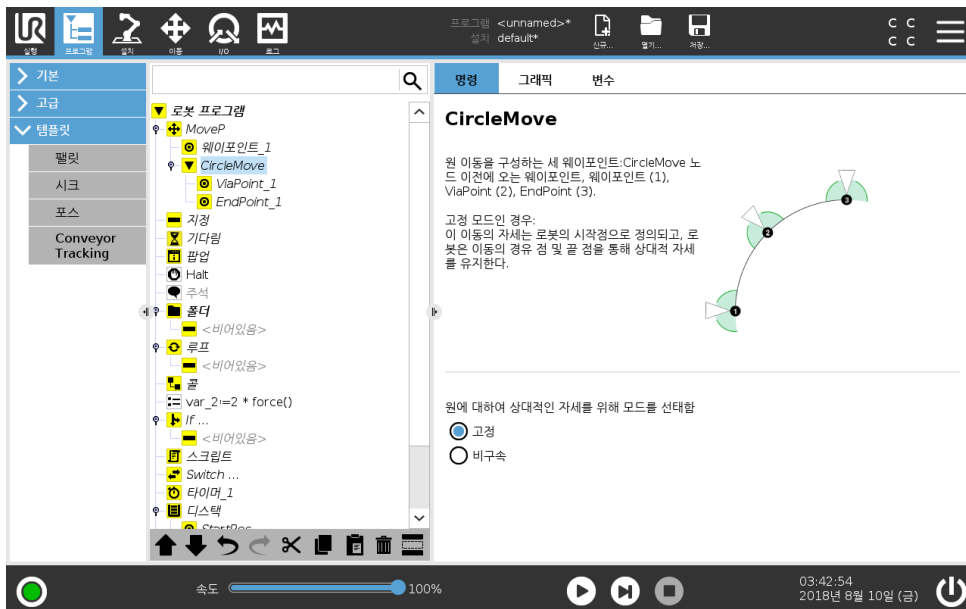 UR
실행
프로그램
설치
이동
I/O
로그
프로그램 <unnamed>*
설치 default*
신규...
열기...
저장...
C C
C C
기본
고급
템플릿
팰릿
시크
포스
Conveyor
Tracking
로봇 프로그램
MoveP
웨이포인트_1
CircleMove
ViaPoint_1
EndPoint_1
지정
기다림
팝업
Halt
주석
폴더
<비어있음>
루프
<비어있음>
콜
var_2:=2 * force()
If ...
<비어있음>
스크립트
Switch ...
타이머_1
디스택
StartPos
명령
그래픽
변수
CircleMove
원 이동을 구성하는 세 웨이포인트:CircleMove 노
드 이전에 오는 웨이포인트, 웨이포인트 (1),
ViaPoint (2), EndPoint (3).
고정 모드인 경우:
이 이동의 자세는 로봇의 시작점으로 정의되고, 로
봇은 이동의 경유 점 및 끝 점을 통해 상대적 자세
를 유지한다.
3
2
1
원에 대하여 상대적인 자세를 위해 모드를 선택함
고정
비구속
속도
100%
03:42:54
2018년 8월 10일 (금)